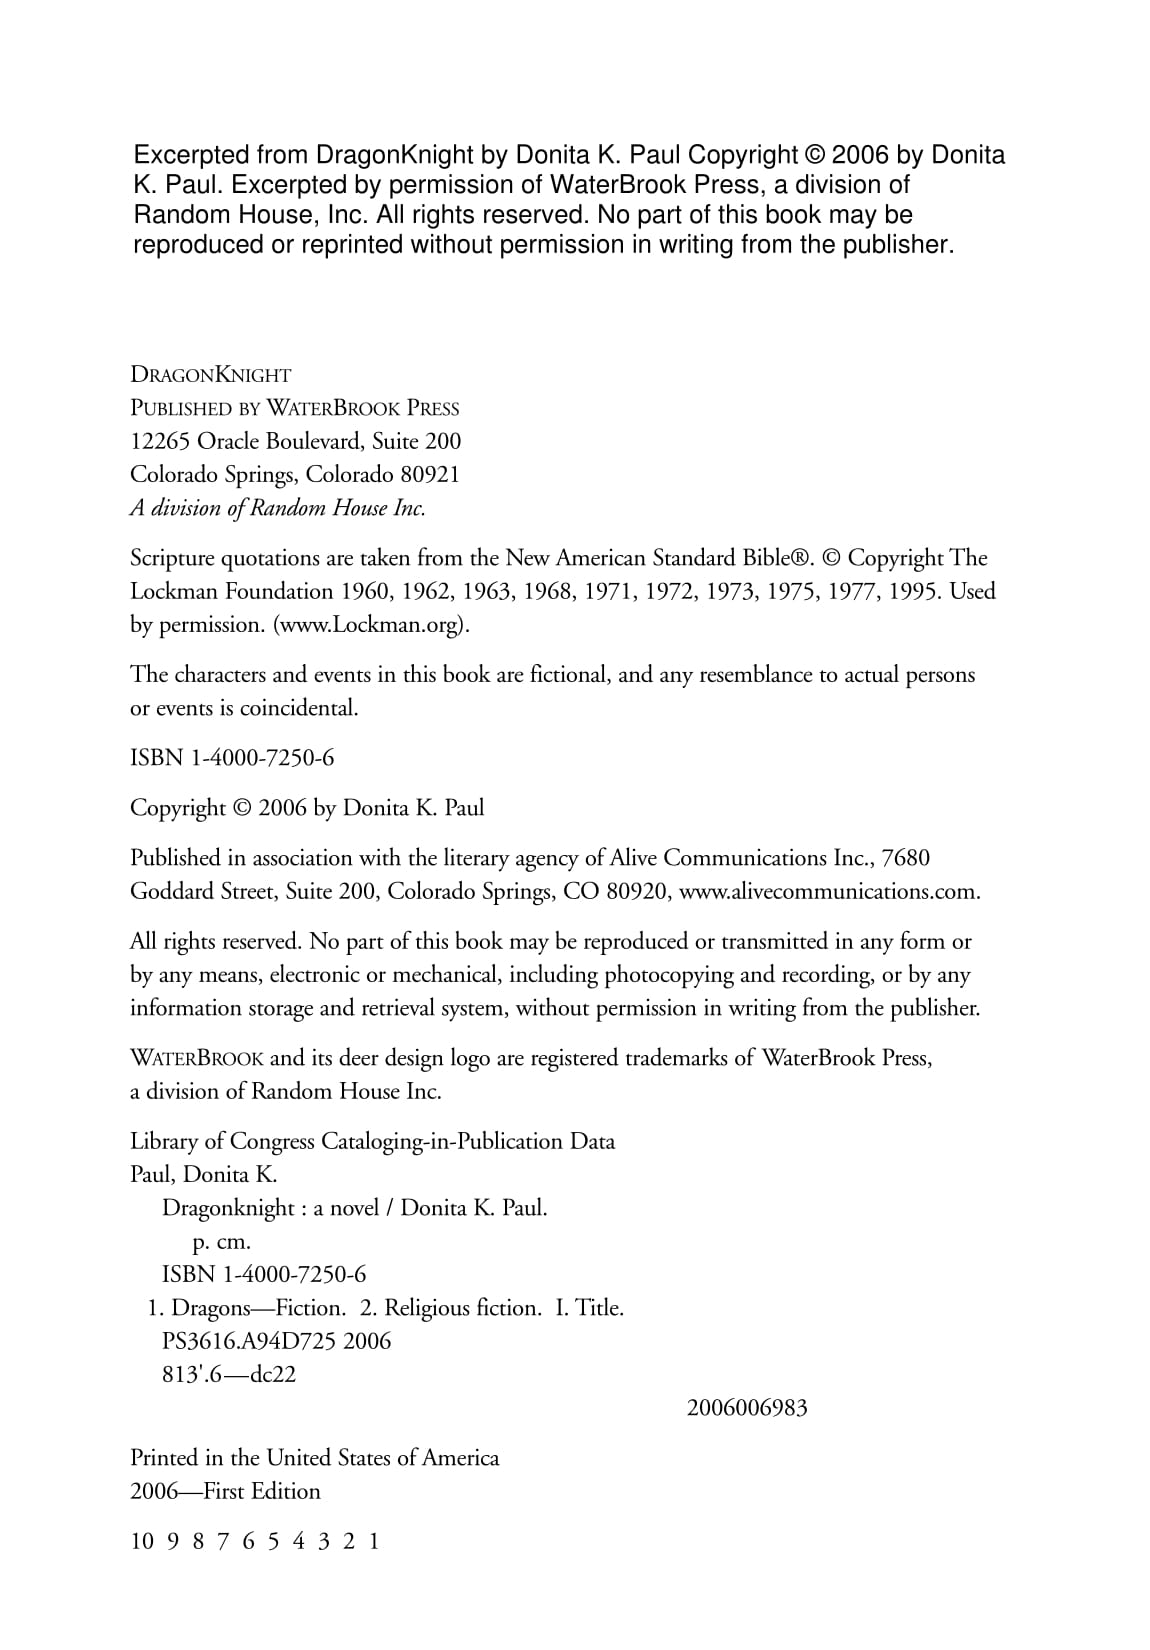 Excerpted from DragonKnight by Donita K. Paul Copyright © 2006 by Donita
K. Paul. Excerpted by permission of WaterBrook Press, a division of
Random House, Inc. All rights reserved. No part of this book may be
reproduced or reprinted without permission in writing from the publisher.
DRAGONKNIGHT
PUBLISHED BY WATERBROOK PRESS
12265 Oracle Boulevard, Suite 200
Colorado Springs, Colorado 80921
A division of Random House Inc.
Scripture quotations are taken from the New American Standard Bible®. © Copyright The
Lockman Foundation 1960, 1962, 1963, 1968, 1971, 1972, 1973, 1975, 1977, 1995. Used
by permission. (www.Lockman.org).
The characters and events in this book are fictional, and any resemblance to actual persons
or events is coincidental.
ISBN 1-4000-7250-6
Copyright © 2006 by Donita K. Paul
Published in association with the literary agency of Alive Communications Inc., 7680
Goddard Street, Suite 200, Colorado Springs, CO 80920, www.alivecommunications.com.
All rights reserved. No part of this book may be reproduced or transmitted in any form or
by any means, electronic or mechanical, including photocopying and recording, or by any
information storage and retrieval system, without permission in writing from the publisher.
WATERBROOK and its deer design logo are registered trademarks of WaterBrook Press,
a division of Random House Inc.
Library of Congress Cataloging-in-Publication Data
Paul, Donita K.
Dragonknight : a novel / Donita K. Paul.
p. cm.
ISBN 1-4000-7250-6
1. Dragons—Fiction. 2. Religious fiction. I. Title.
PS3616.A94D725 2006
813'.6—dc22
2006006983
Printed in the United States of America
2006—First Edition
10 9 8 7 6 5 4 3 2 1